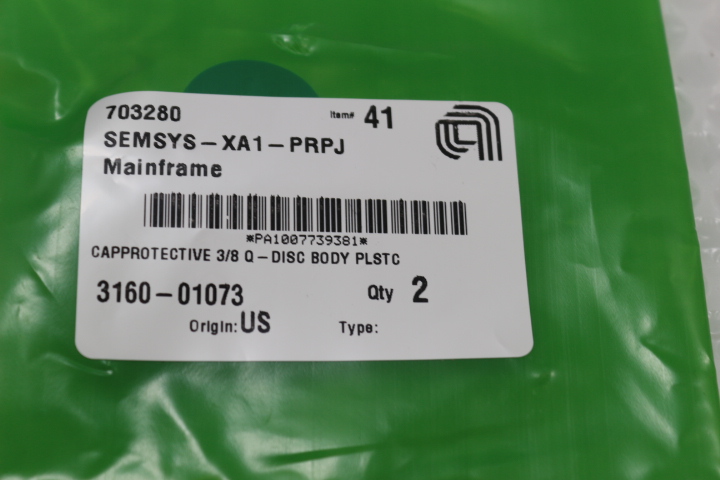 703280 Item# 41
SEMSYS-XA1-PRPJ
Mainframe
*PA1007739381*
CAPPROTECTIVE 3/8 Q-DISC BODY PLSTC
3160-01073 Qty 2
Origin: US Type: